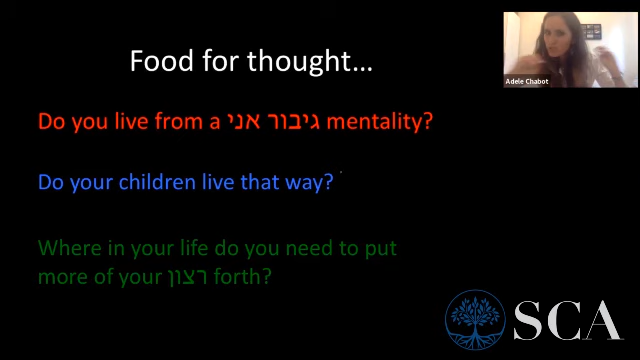 Food for thought…
Adele Chabot
Do you live from a גיבור אני mentality?
Do your children live that way?
Where in your life do you need to put
more of your רצון forth?
SCA